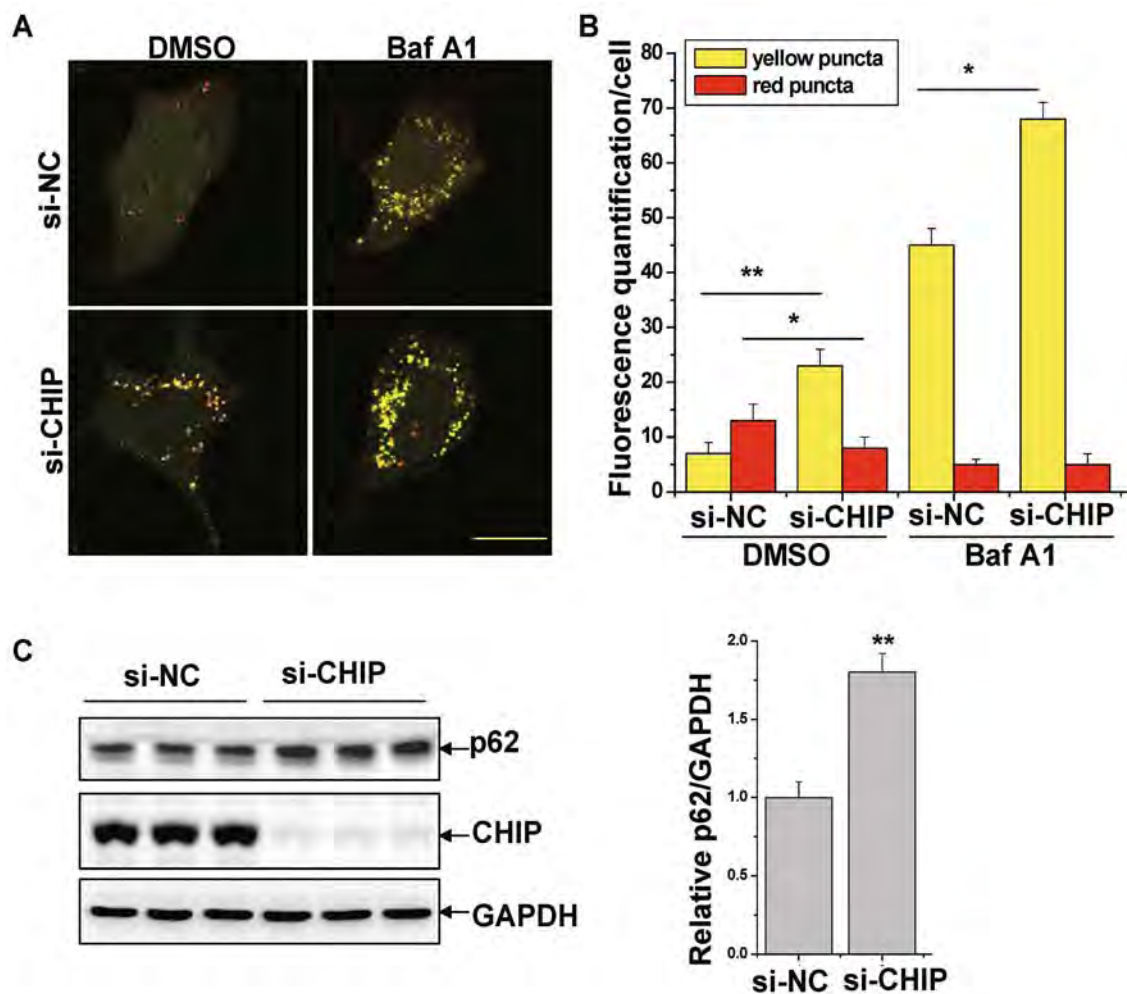 A
DMSO
Baf A1
si-NC
si-CHIP
B
Fluorescence quantification/cell
80
70
60
50
40
30
20
10
0
yellow puncta
red puncta
**
*
*
si-NC
si-CHIP
si-NC
si-CHIP
DMSO
Baf A1
C
si-NC
si-CHIP
p62
CHIP
GAPDH
Relative p62/GAPDH
2.0
1.5
1.0
0.5
0.0
**
si-NC
si-CHIP